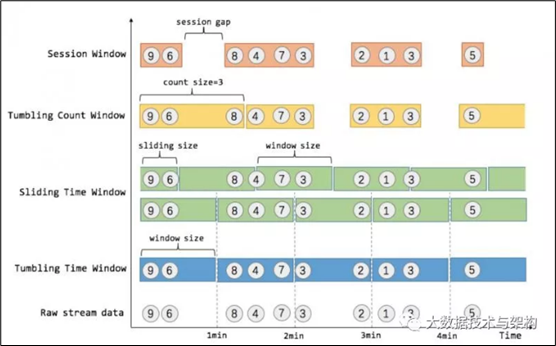 session gap
Session Window 9 6 8 4 7 3 2 1 3 5
count size=3
Tumbling Count Window 9 6 8 4 7 3 2 1 3 5
sliding size window size
9 6 8 4 7 3 2 1 3 5
Sliding Time Window
9 6 8 4 7 3 2 1 3 5
window size
Tumbling Time Window 9 6 8 4 7 3 2 1 3 5
Raw stream data 9 6 8 4 7 3 2 1 3 5
大数据技术与架构
1min 2min 3min 4min Time